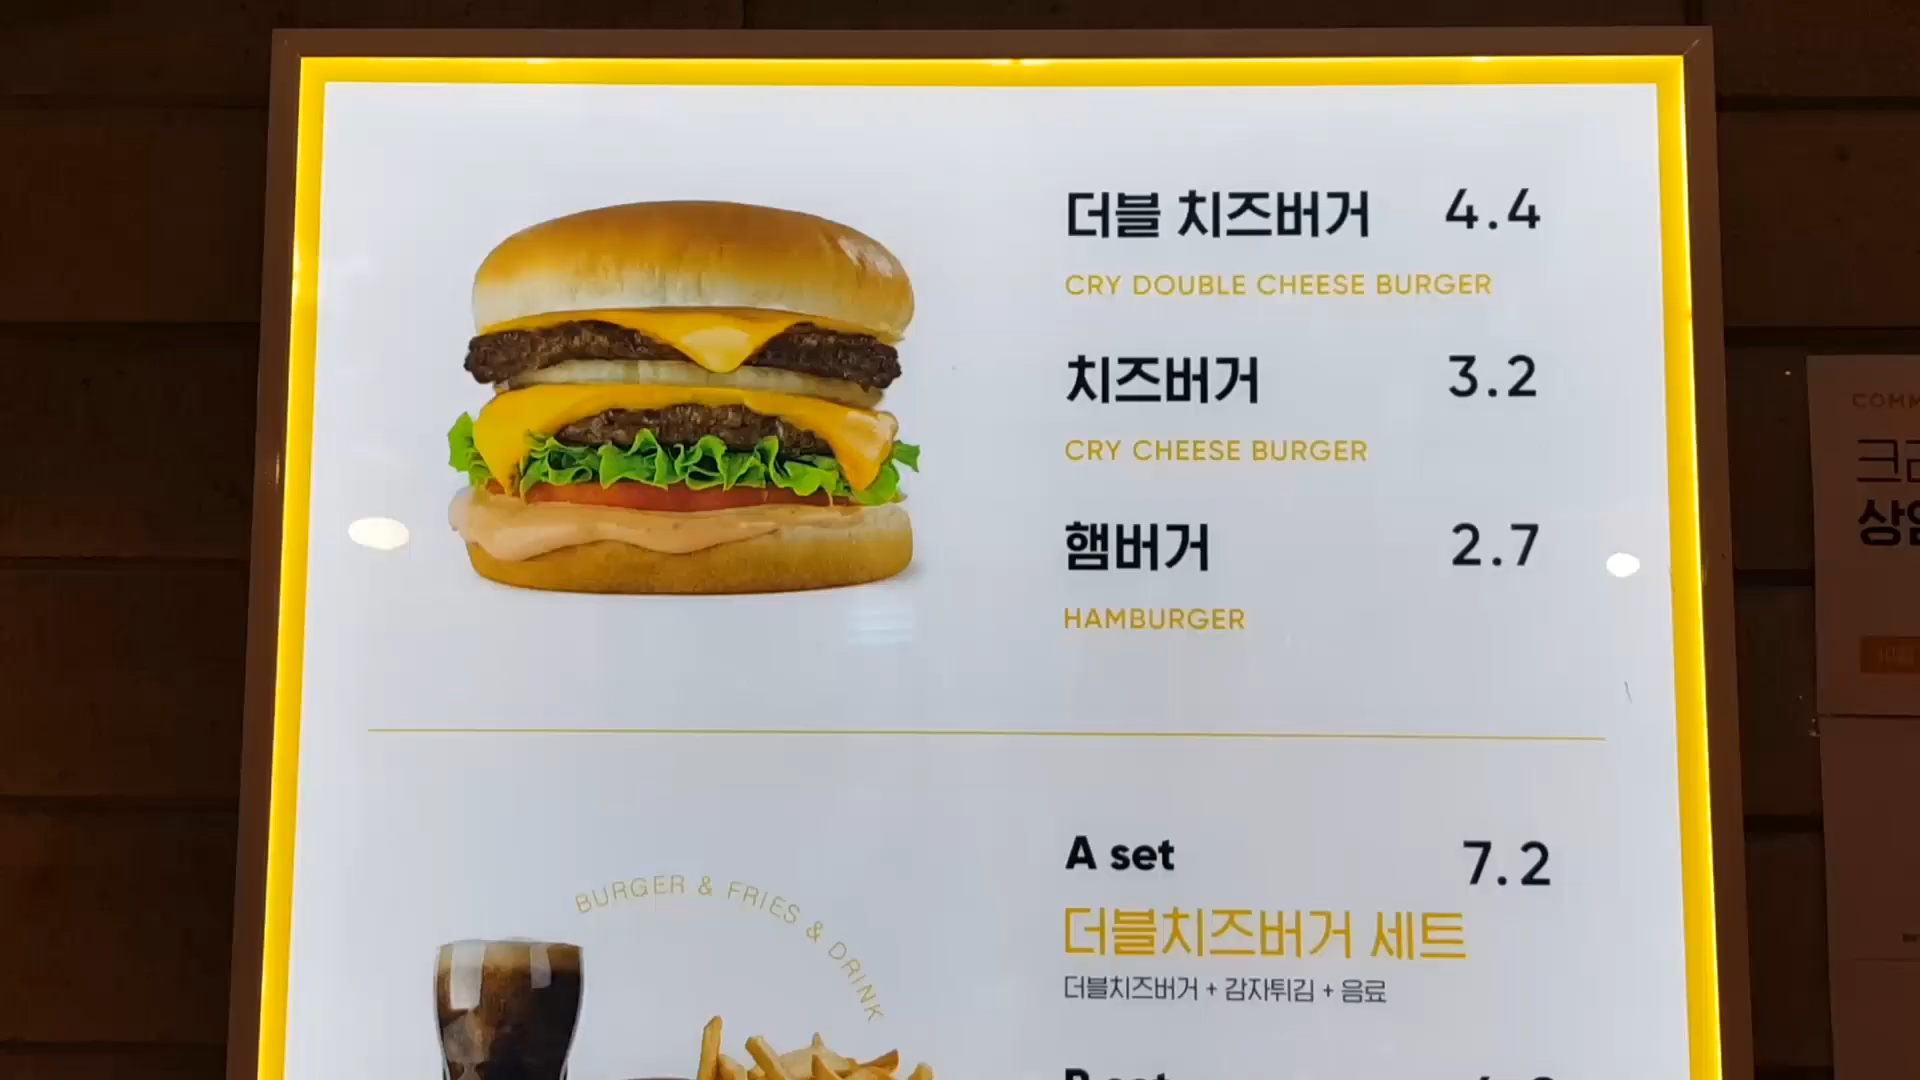 더블 치즈버거 4.4
CRY DOUBLE CHEESE BURGER
치즈버거 3.2
CRY CHEESE BURGER
햄버거 2.7
HAMBURGER
BURGER & FRIES & DRINK
A set 7.2
더블치즈버거 세트
더블치즈버거 + 감자튀김 + 음료